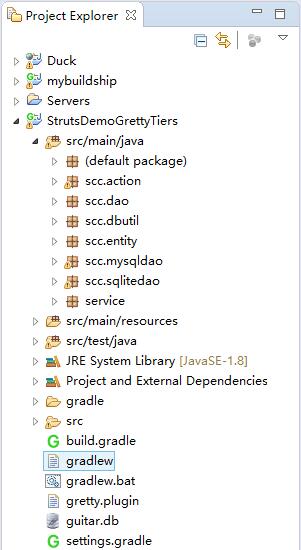 Project Explorer
Duck
mybuildship
Servers
StrutsDemoGrettyTiers
src/main/java
(default package)
scc.action
scc.dao
scc.dbutil
scc.entity
scc.mysqldao
scc.sqlitedao
service
src/main/resources
src/test/java
JRE System Library [JavaSE-1.8]
Project and External Dependencies
gradle
src
build.gradle
gradlew
gradlew.bat
gretty.plugin
guitar.db
settings.gradle